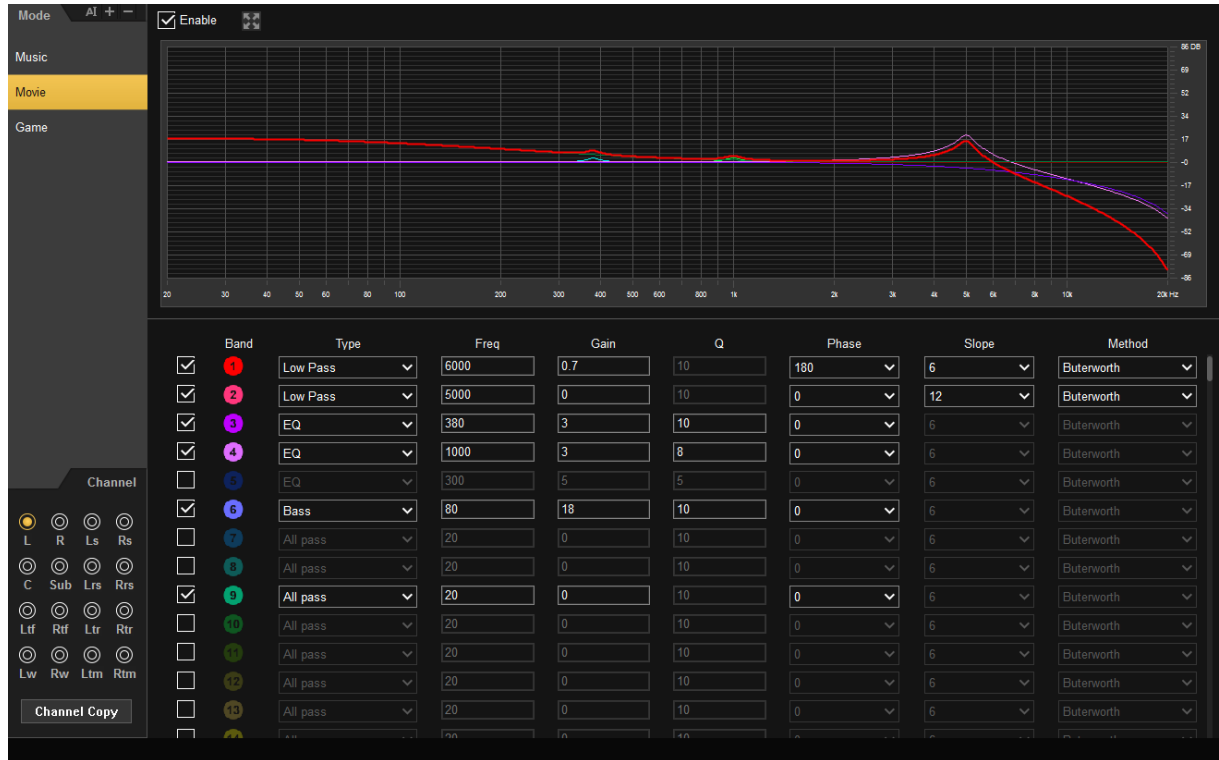 Mode AI + −
Enable
Music
Movie
Game
86 DB
69
52
34
17
-0
-17
-34
-52
-69
-86
20 30 40 50 60 80 100 200 300 400 500 600 800 1k 2k 3k 4k 5k 6k 8k 10k 20k Hz
Band Type Freq Gain Q Phase Slope Method
1 Low Pass 6000 0.7 10 180 6 Buterworth
2 Low Pass 5000 0 10 0 12 Buterworth
3 EQ 380 3 10 0 6 Buterworth
4 EQ 1000 3 8 0 6 Buterworth
5 EQ 300 5 5 0 6 Buterworth
6 Bass 80 18 10 0 6 Buterworth
7 All pass 20 0 10 0 6 Buterworth
8 All pass 20 0 10 0 6 Buterworth
9 All pass 20 0 10 0 6 Buterworth
10 All pass 20 0 10 0 6 Buterworth
11 All pass 20 0 10 0 6 Buterworth
12 All pass 20 0 10 0 6 Buterworth
13 All pass 20 0 10 0 6 Buterworth
Channel
L R Ls Rs
C Sub Lrs Rrs
Ltf Rtf Ltr Rtr
Lw Rw Ltm Rtm
Channel Copy